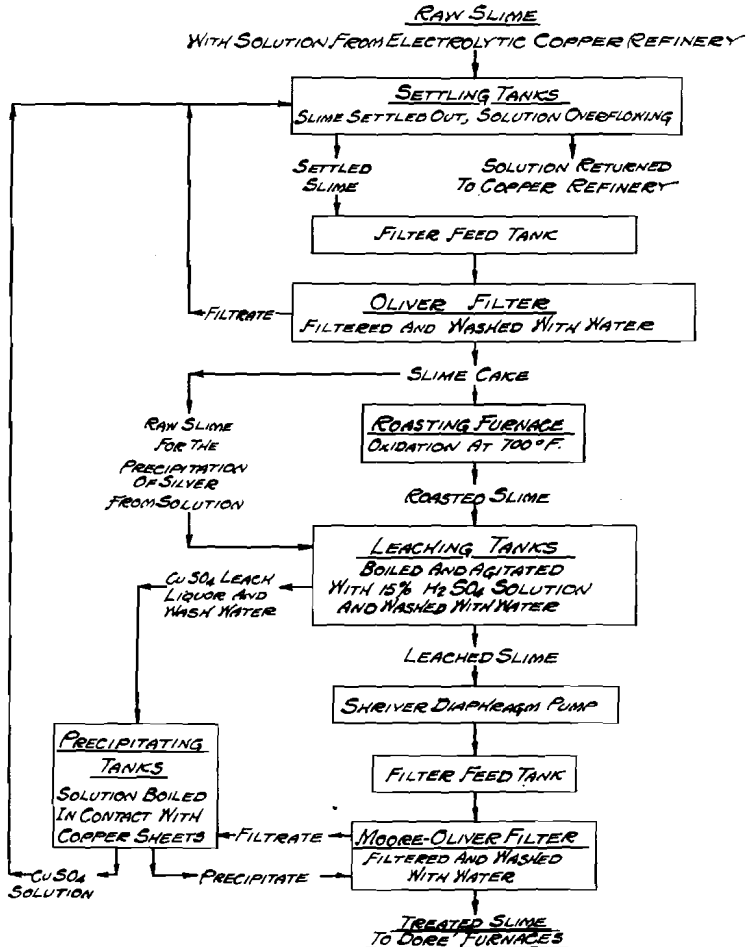 RAW SLIME
WITH SOLUTION FROM ELECTROLYTIC COPPER REFINERY
SETTLING TANKS
SLIME SETTLED OUT, SOLUTION OVERFLOWING
SETTLED
SLIME
SOLUTION RETURNED
TO COPPER REFINERY
FILTER FEED TANK
OLIVER FILTER
FILTERED AND WASHED WITH WATER
FILTRATE
SLIME CAKE
RAW SLIME
FOR THE
PRECIPITATION
OF SILVER
FROM SOLUTION
ROASTING FURNACE
OXIDATION AT 700°F.
ROASTED SLIME
LEACHING TANKS
BOILED AND AGITATED
WITH 15% H2SO4 SOLUTION
AND WASHED WITH WATER
CUSO4 LEACH
LIQUOR AND
WASH WATER
LEACHED SLIME
SHRIVER DIAPHRAGM PUMP
PRECIPITATING
TANKS
SOLUTION BOILED
IN CONTACT WITH
COPPER SHEETS
FILTER FEED TANK
FILTRATE
MOORE-OLIVER FILTER
FILTERED AND WASHED
WITH WATER
CUSO4
SOLUTION
PRECIPITATE
TREATED SLIME
TO DORE' FURNACES